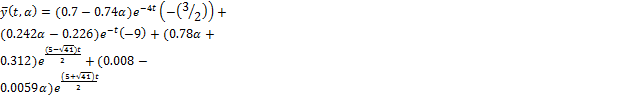 ȳ(t, α) = (0.7 − 0.74α)e^{−4t}(−(3/2)) +
(0.242α − 0.226)e^{−t}(−9) + (0.78α +
0.312)e^{(5−√41)t/2} + (0.008 −
0.0059α)e^{(5+√41)t/2}